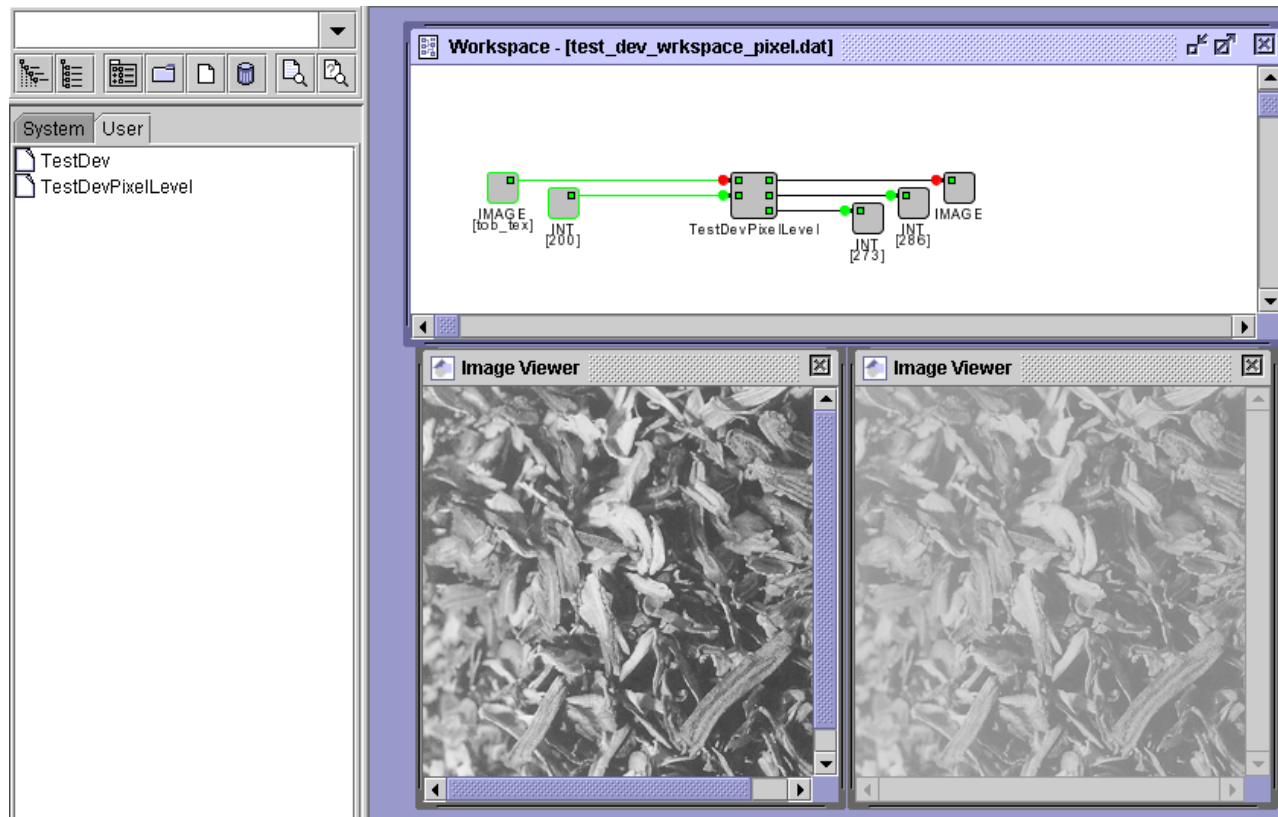 Workspace - [test_dev_wrkspace_pixel.dat]
System
User
TestDev
TestDevPixelLevel
IMAGE
[tob_tex]
INT
[200]
TestDevPixelLevel
INT
[273]
INT
[286]
IMAGE
Image Viewer
Image Viewer